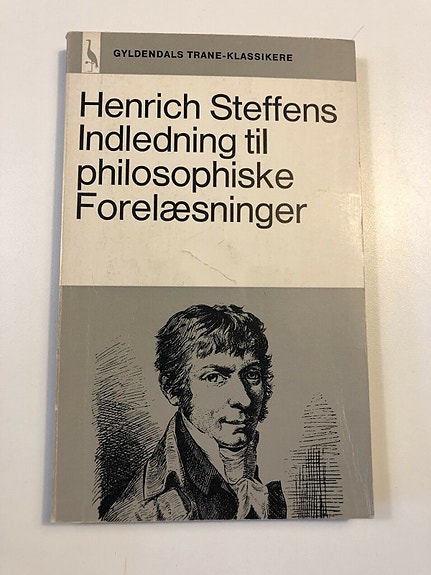 GYLDENDALS TRANE-KLASSIKERE
Henrich Steffens
Indledning til
philosophiske
Forelæsninger